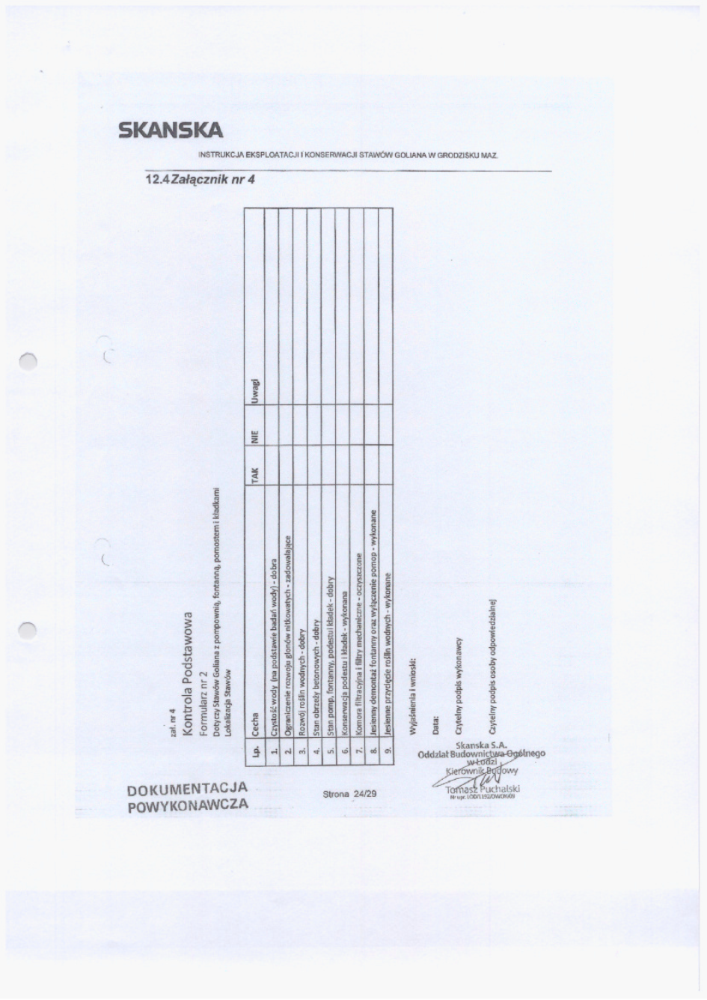 SKANSKA
INSTRUKCJA EKSPLOATACJI I KONSERWACJI STAWÓW GOLIANA W GRODZISKU MAZ.
12.4 Załącznik nr 4
zał. nr 4
Kontrola Podstawowa
Formularz nr 2
Dotyczy Stawów Goliana z pompownią, fontanną, pomostem i kładkami
Lokalizacja Stawów
Lp. Cecha TAK NIE Uwagi
1. Czystość wody (na podstawie badań wody) - dobra
2. Ograniczenie rozwoju glonów nitkowatych - zadowalające
3. Rozwój roślin wodnych - dobry
4. Stan obrzeży betonowych - dobry
5. Stan pomp, fontanny, podestu i kładek - dobry
6. Konserwacja podestu i kładek - wykonana
7. Komora filtracyjna i filtry mechaniczne - oczyszczone
8. Jesienny demontaż fontanny oraz wyłączenie pomop - wykonane
9. Jesienne przycięcie roślin wodnych - wykonane
Wyjaśnienia i wnioski:
Data:
Czytelny podpis wykonawcy
Czytelny podpis osoby odpowiedzialnej
Skanska S.A.
Oddział Budownictwa Ogólnego
w Łodzi
Kierownik Budowy
Tomasz Puchalski
Nr upr. LOD/1192/OWOK/09
DOKUMENTACJA
POWYKONAWCZA
Strona 24/29